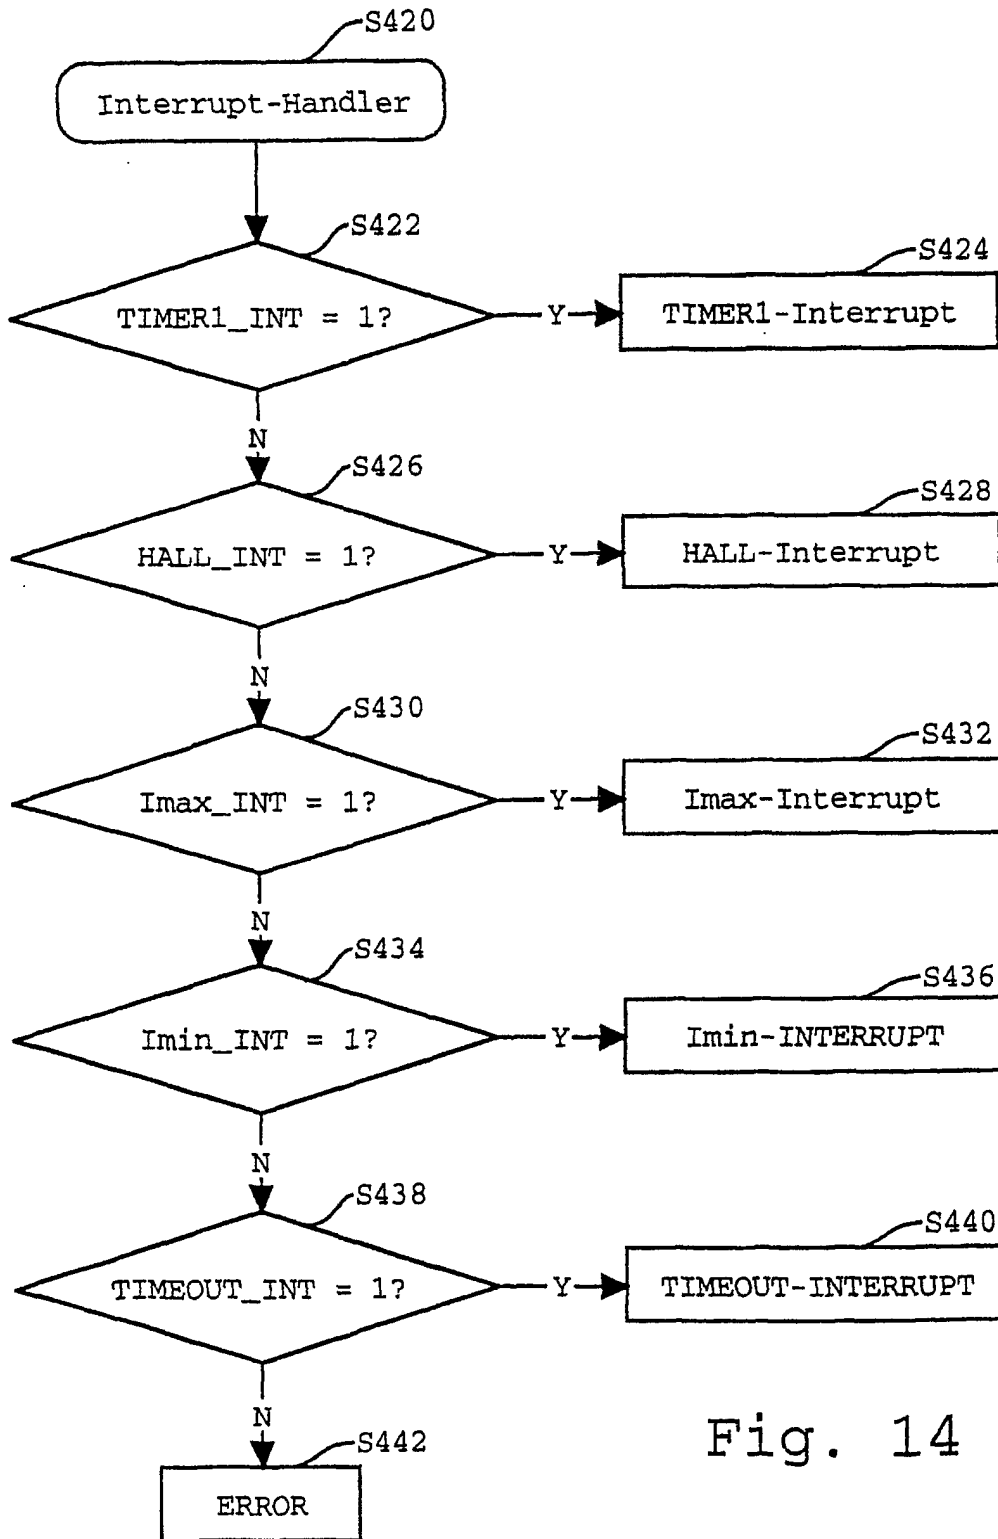 S420
Interrupt-Handler
S422
TIMER1_INT = 1?
Y
S424
TIMER1-Interrupt
N
S426
HALL_INT = 1?
Y
S428
HALL-Interrupt
N
S430
Imax_INT = 1?
Y
S432
Imax-Interrupt
N
S434
Imin_INT = 1?
Y
S436
Imin-INTERRUPT
N
S438
TIMEOUT_INT = 1?
Y
S440
TIMEOUT-INTERRUPT
N
S442
ERROR
Fig. 14